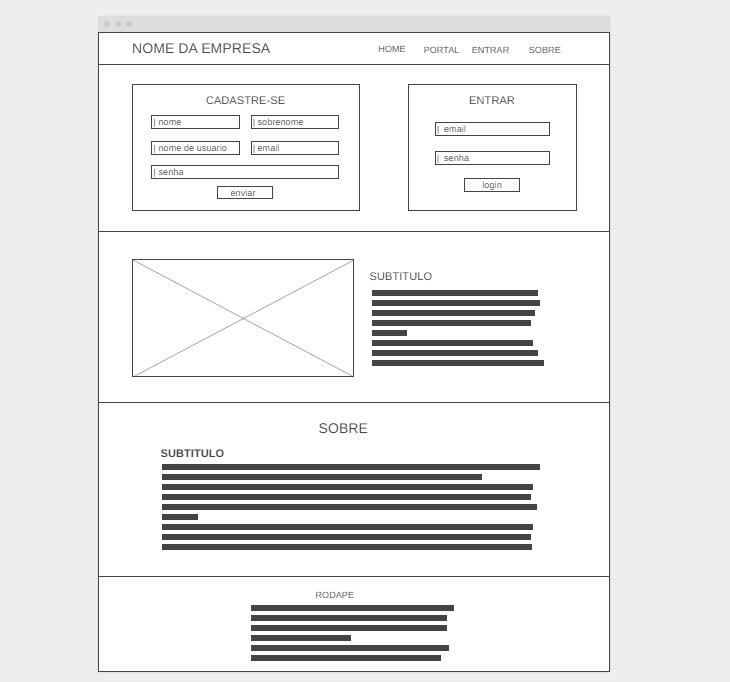 NOME DA EMPRESA
HOME PORTAL ENTRAR SOBRE
CADASTRE-SE
| nome
| sobrenome
| nome de usuario
| email
| senha
enviar
ENTRAR
| email
| senha
login
SUBTITULO
SOBRE
SUBTITULO
RODAPE